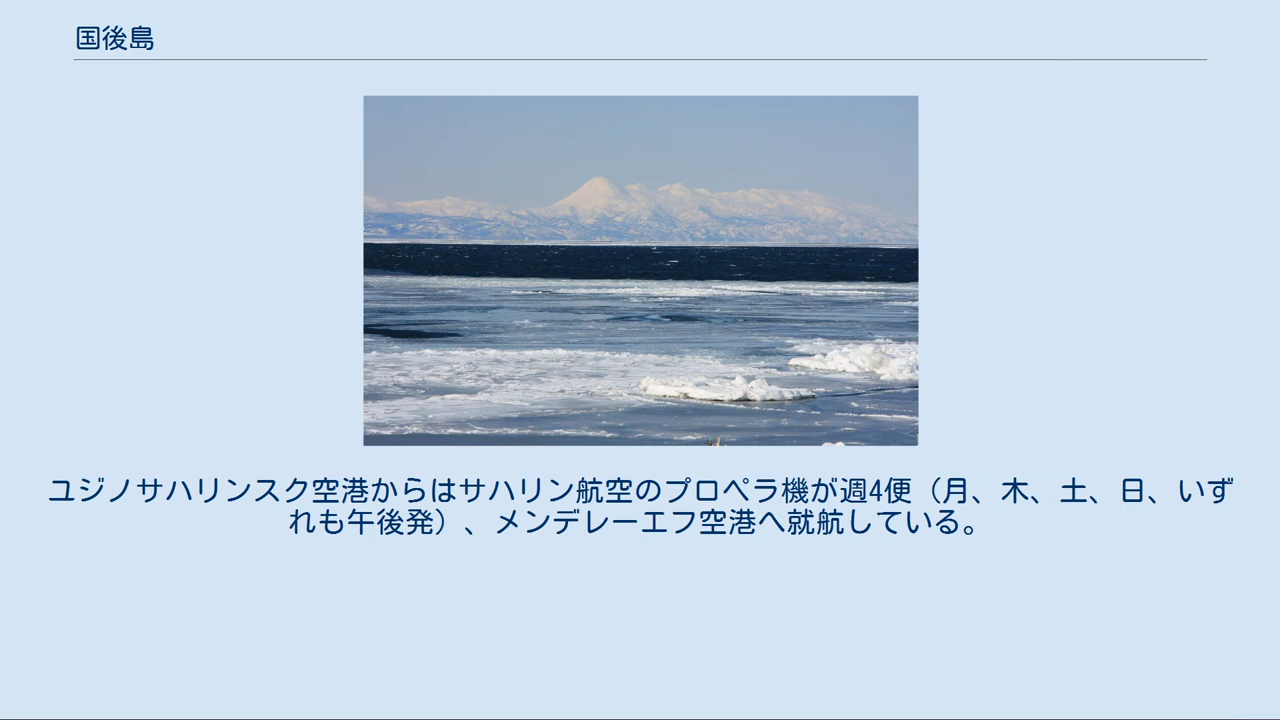 国後島
ユジノサハリンスク空港からはサハリン航空のプロペラ機が週4便（月、木、土、日、いず
れも午後発）、メンデレーエフ空港へ就航している。